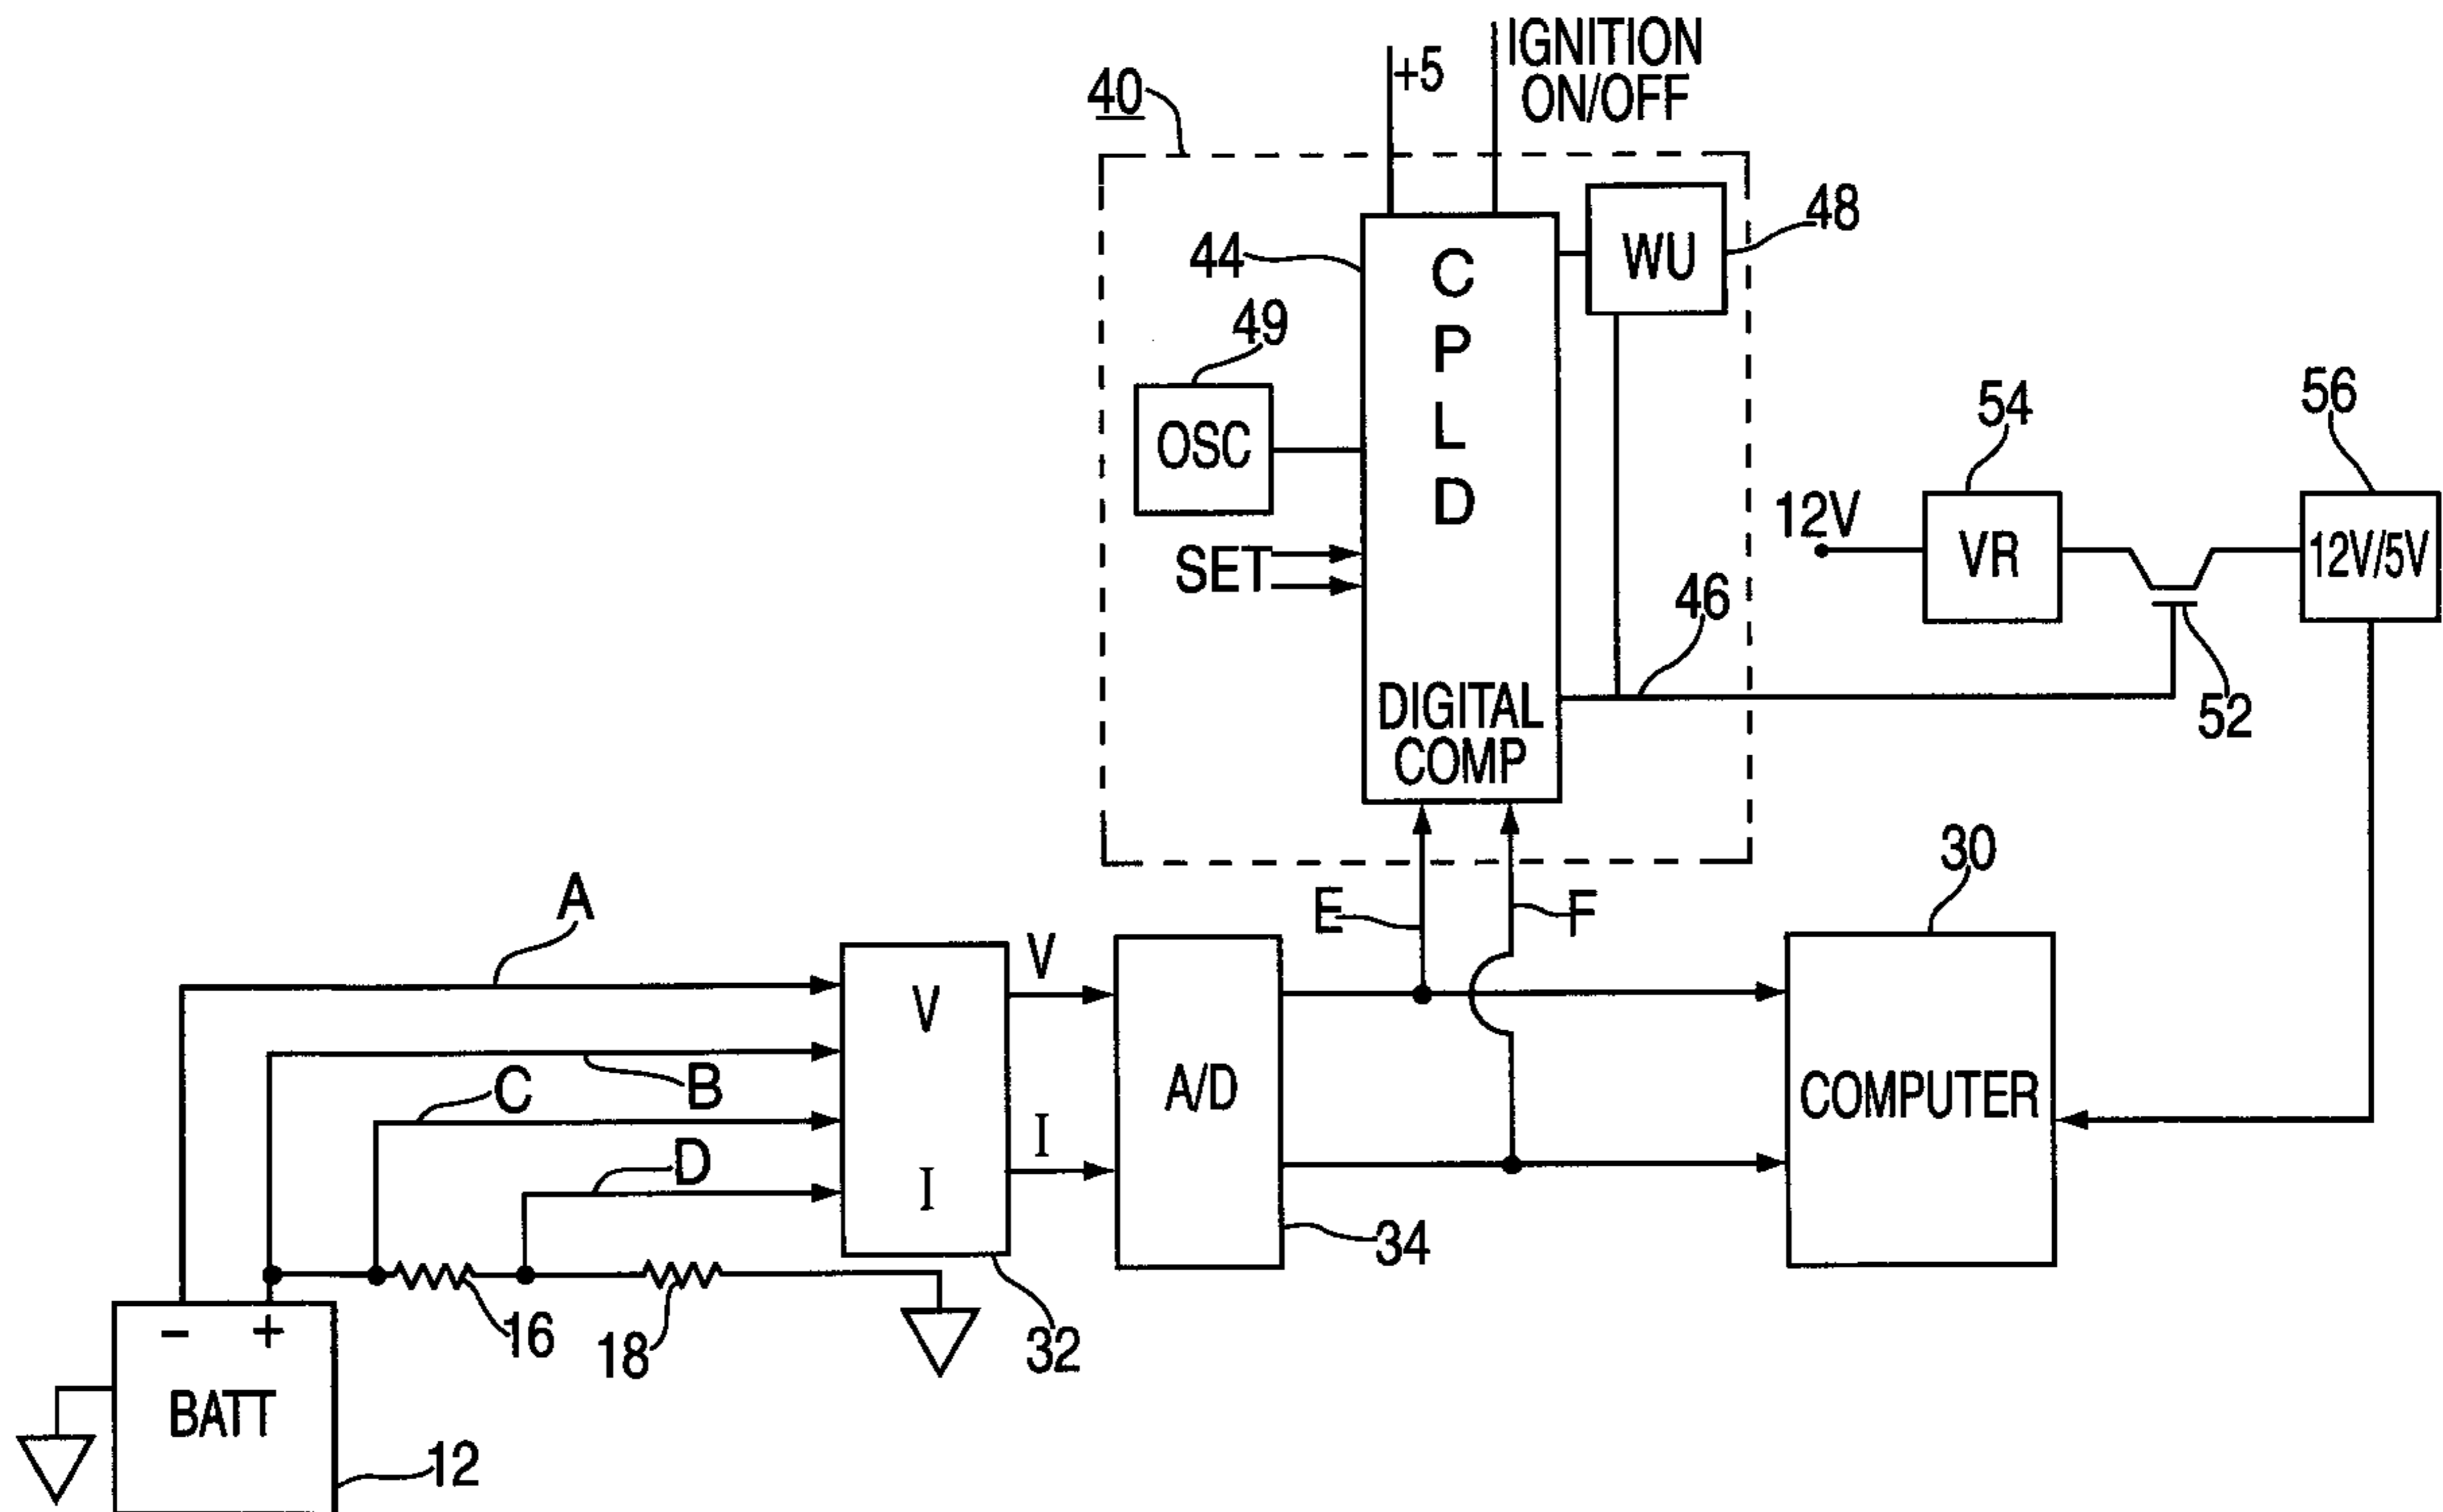 IGNITION
ON/OFF
+5
40
48
WU
44
C
P
L
D
49
OSC
SET
54
56
12V
VR
12V/5V
46
52
DIGITAL
COMP
30
A
E
F
V
V
B
C
A/D
COMPUTER
I
D
I
34
16
18
32
- +
BATT
12